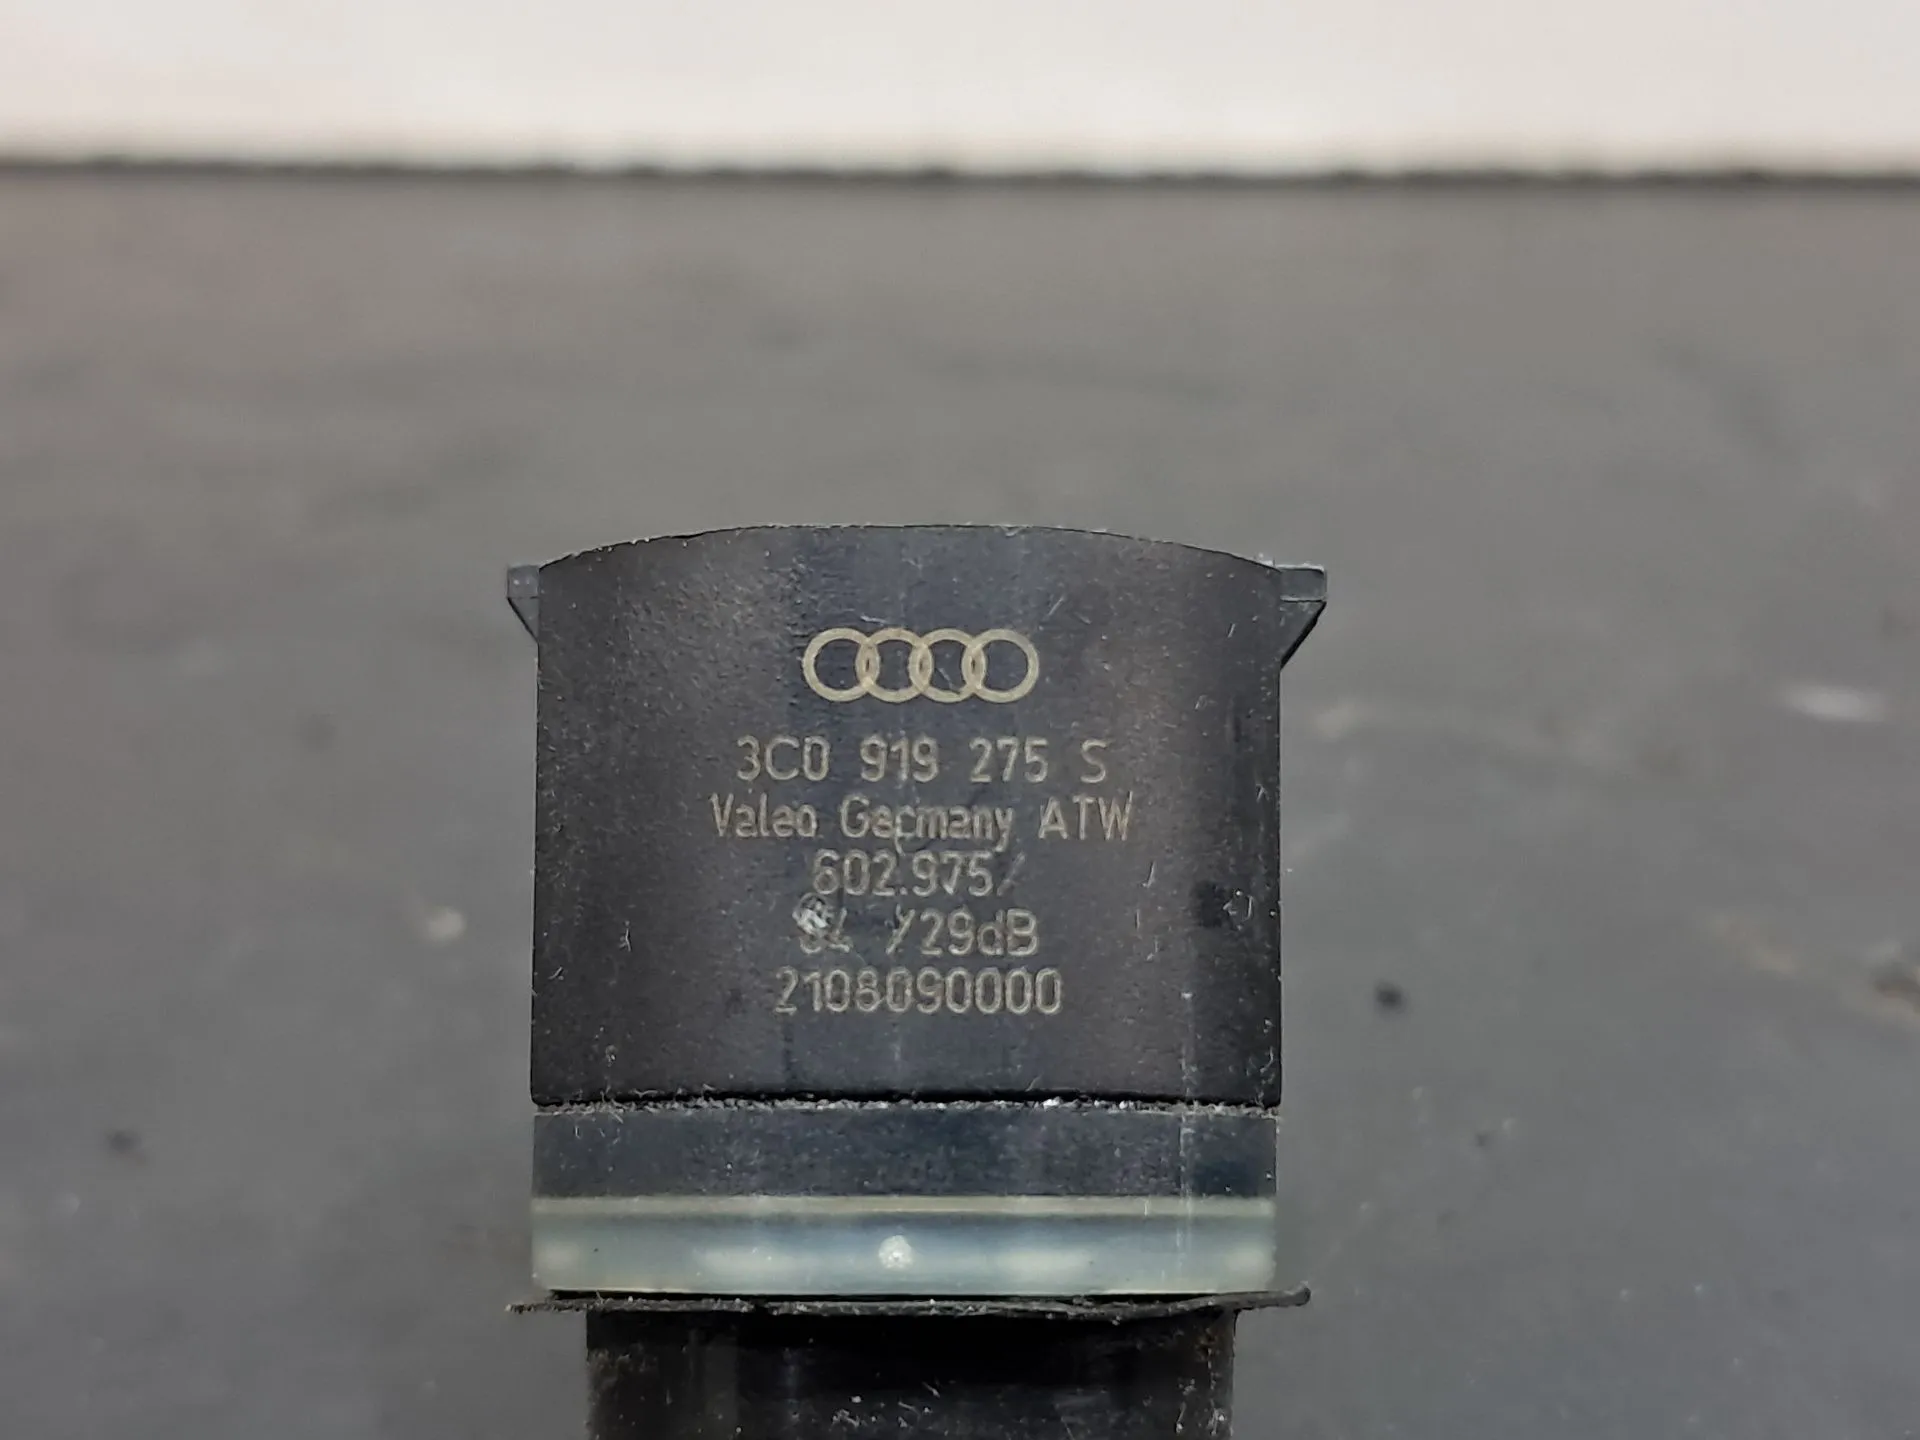 3C0 919 275 S
Valeo Germany ATW
602.975/
/29dB
2108090000